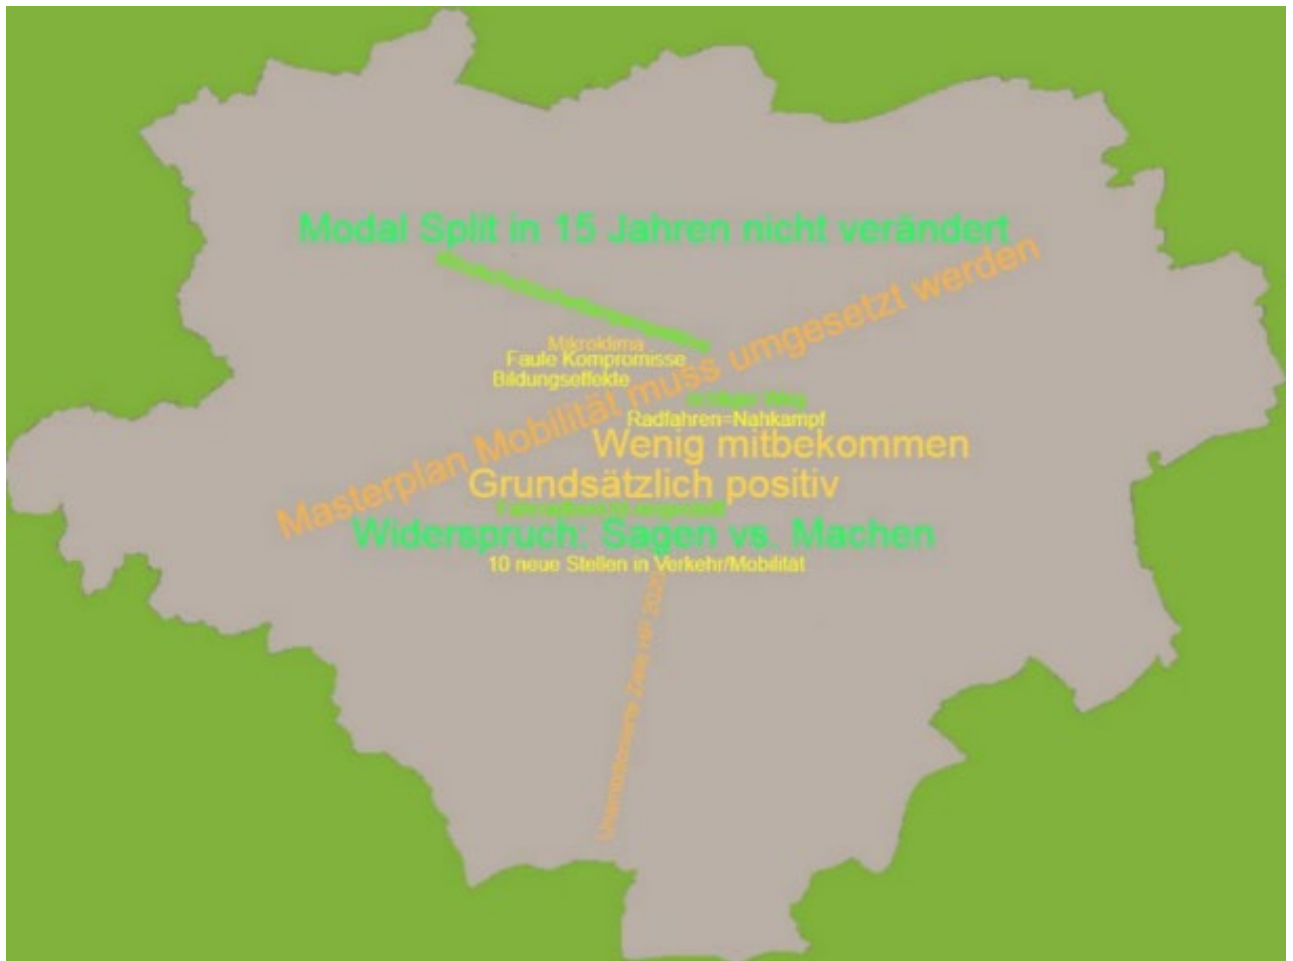 Modal Split in 15 Jahren nicht verändert
Masterplan Mobilität muss umgesetzt werden
Mikroklima
Faule Kompromisse
Bildungseffekte
Radfahren=Nahkampf
Wenig mitbekommen
Grundsätzlich positiv
Widerspruch: Sagen vs. Machen
10 neue Stellen in Verkehr/Mobilität
Ziele